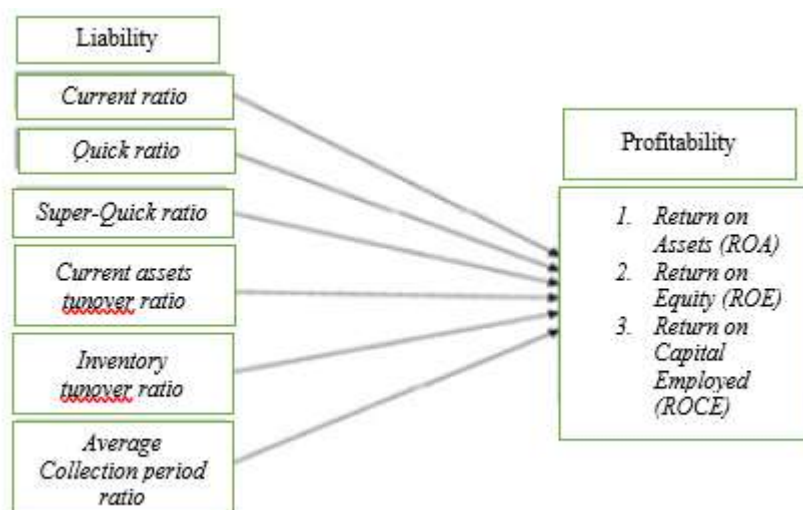 Liability
Current ratio
Quick ratio
Super-Quick ratio
Current assets
tunover ratio
Inventory
tunover ratio
Average
Collection period
ratio
Profitability
1. Return on
Assets (ROA)
2. Return on
Equity (ROE)
3. Return on
Capital
Employed
(ROCE)